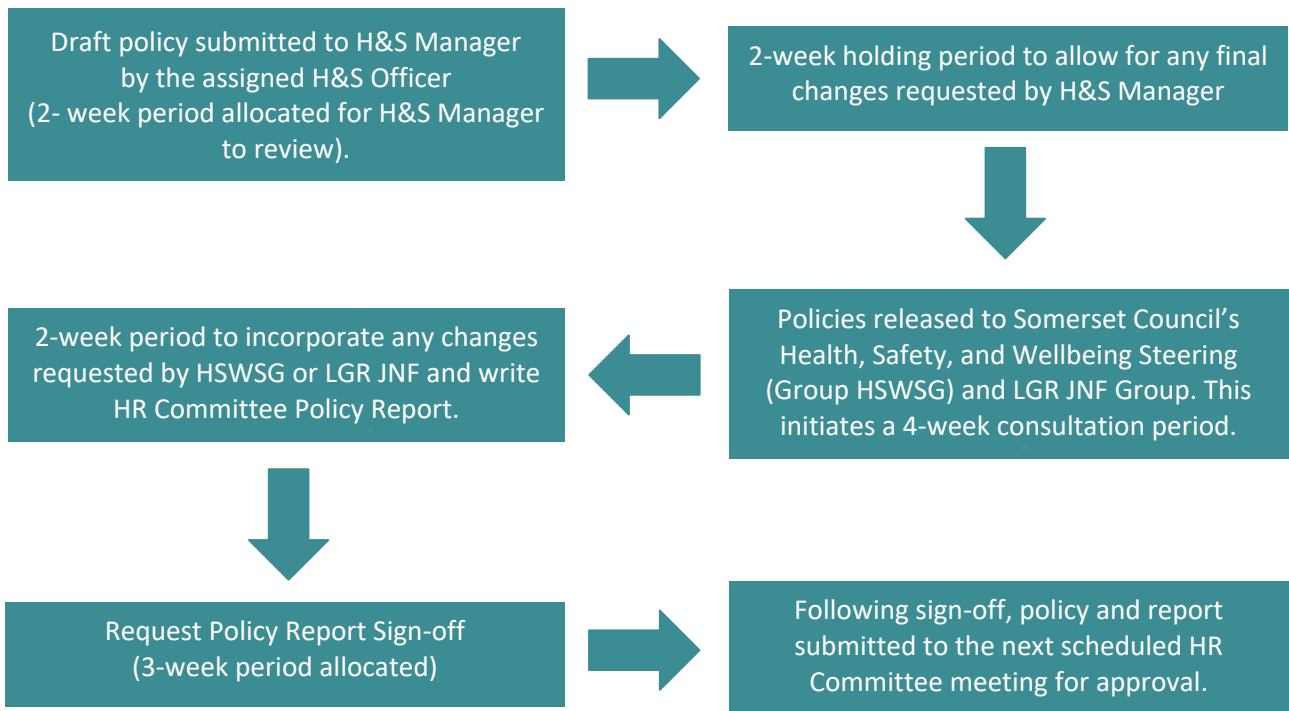 Draft policy submitted to H&S Manager
by the assigned H&S Officer
(2- week period allocated for H&S Manager
to review).
2-week holding period to allow for any final
changes requested by H&S Manager
Policies released to Somerset Council’s
Health, Safety, and Wellbeing Steering
(Group HSWSG) and LGR JNF Group. This
initiates a 4-week consultation period.
2-week period to incorporate any changes
requested by HSWSG or LGR JNF and write
HR Committee Policy Report.
Request Policy Report Sign-off
(3-week period allocated)
Following sign-off, policy and report
submitted to the next scheduled HR
Committee meeting for approval.